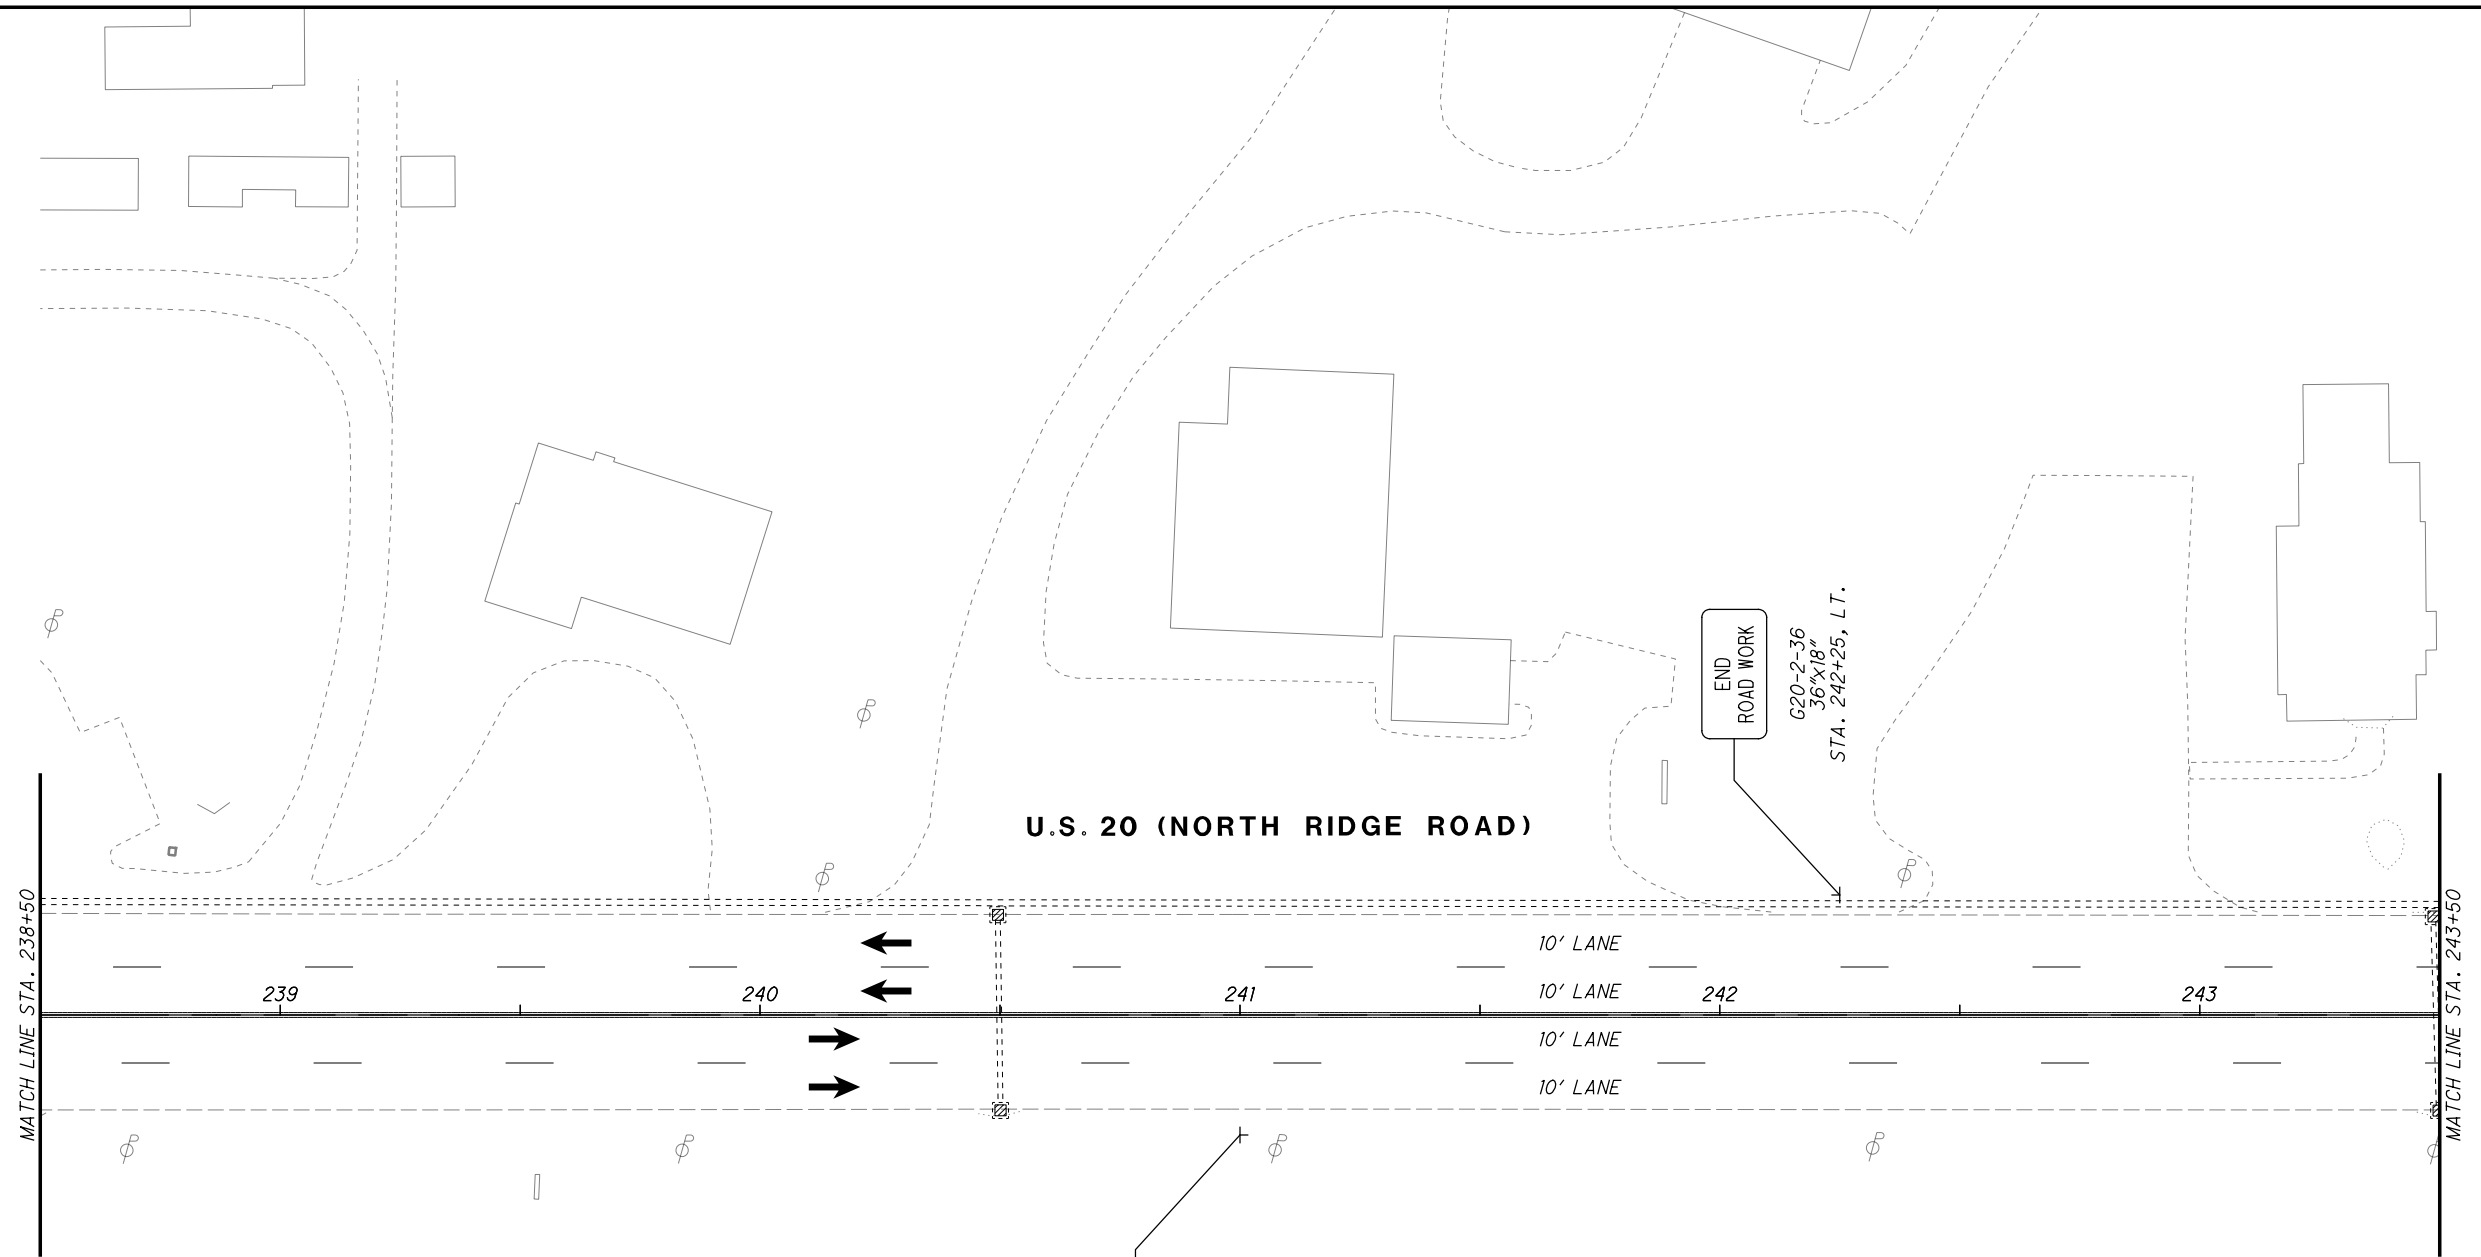 END
ROAD WORK
G20-2-36
36"x18"
STA. 242+25, LT.
U.S. 20 (NORTH RIDGE ROAD)
MATCH LINE STA. 238+50
MATCH LINE STA. 243+50
10' LANE
239
240
241
10' LANE
242
243
10' LANE
10' LANE
P
P
P
P
P
P
P
P